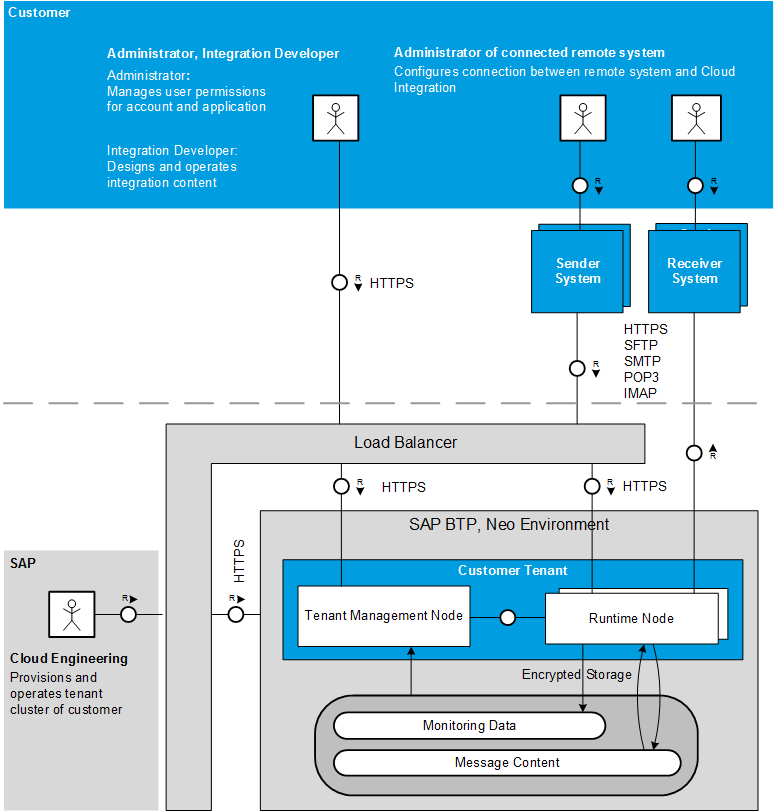 Customer
Administrator, Integration Developer
Administrator:
Manages user permissions
for account and application
Integration Developer:
Designs and operates
integration content
Administrator of connected remote system
Configures connection between remote system and Cloud
Integration
R
R
Sender
System
Receiver
System
R
HTTPS
HTTPS
SFTP
SMTP
POP3
IMAP
R
R
Load Balancer
R
HTTPS
R
HTTPS
SAP BTP, Neo Environment
HTTPS
SAP
R
R
Cloud Engineering
Provisions and
operates tenant
cluster of customer
Customer Tenant
Tenant Management Node
Runtime Node
Encrypted Storage
Monitoring Data
Message Content